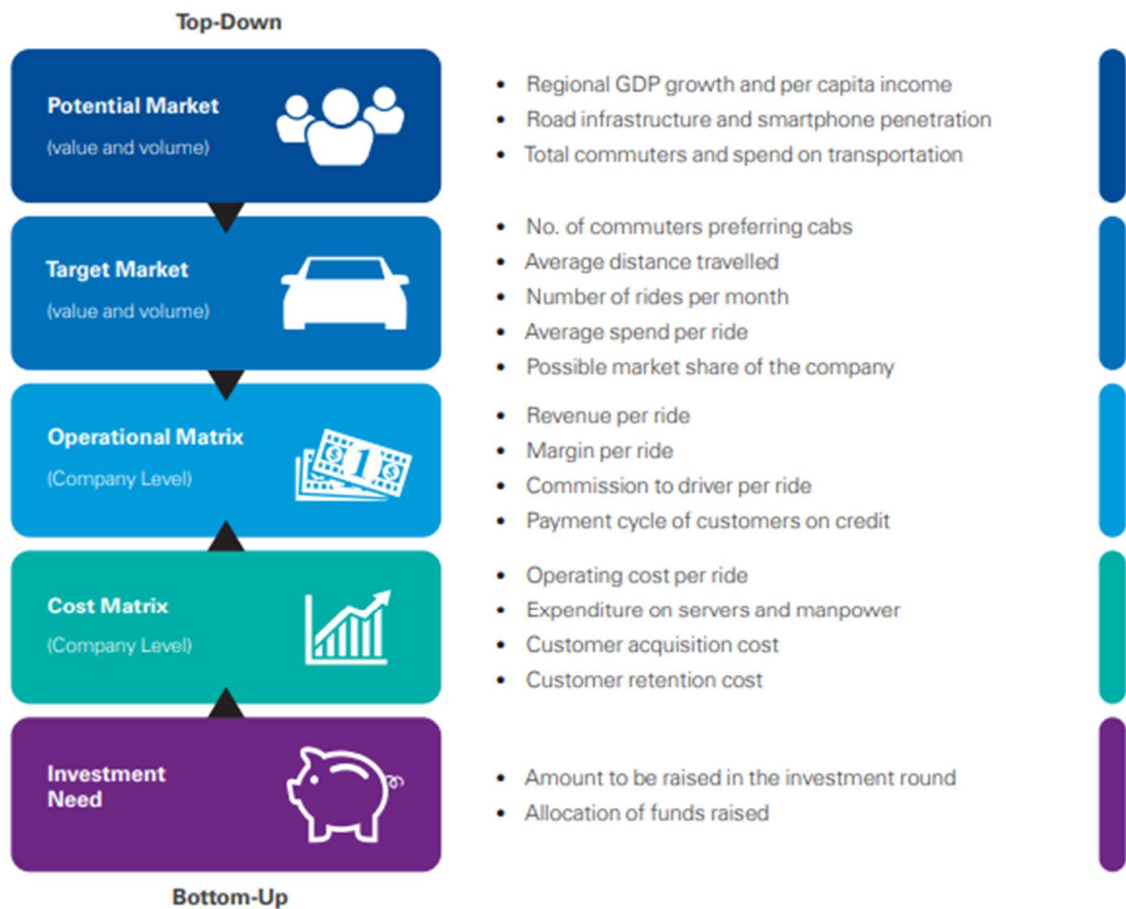 Top-Down
Potential Market
(value and volume)
• Regional GDP growth and per capita income
• Road infrastructure and smartphone penetration
• Total commuters and spend on transportation
Target Market
(value and volume)
• No. of commuters preferring cabs
• Average distance travelled
• Number of rides per month
• Average spend per ride
• Possible market share of the company
Operational Matrix
(Company Level)
$ 1 $
• Revenue per ride
• Margin per ride
• Commission to driver per ride
• Payment cycle of customers on credit
Cost Matrix
(Company Level)
• Operating cost per ride
• Expenditure on servers and manpower
• Customer acquisition cost
• Customer retention cost
Investment
Need
• Amount to be raised in the investment round
• Allocation of funds raised
Bottom-Up